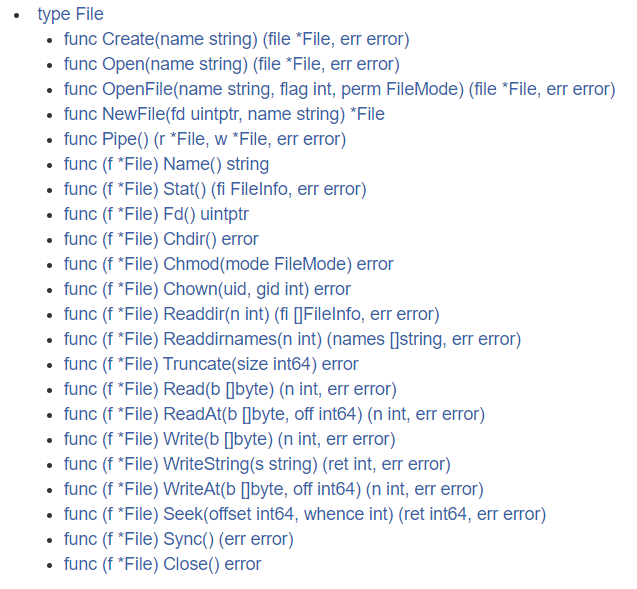 type File
func Create(name string) (file *File, err error)
func Open(name string) (file *File, err error)
func OpenFile(name string, flag int, perm FileMode) (file *File, err error)
func NewFile(fd uintptr, name string) *File
func Pipe() (r *File, w *File, err error)
func (f *File) Name() string
func (f *File) Stat() (fi FileInfo, err error)
func (f *File) Fd() uintptr
func (f *File) Chdir() error
func (f *File) Chmod(mode FileMode) error
func (f *File) Chown(uid, gid int) error
func (f *File) Readdir(n int) (fi []FileInfo, err error)
func (f *File) Readdirnames(n int) (names []string, err error)
func (f *File) Truncate(size int64) error
func (f *File) Read(b []byte) (n int, err error)
func (f *File) ReadAt(b []byte, off int64) (n int, err error)
func (f *File) Write(b []byte) (n int, err error)
func (f *File) WriteString(s string) (ret int, err error)
func (f *File) WriteAt(b []byte, off int64) (n int, err error)
func (f *File) Seek(offset int64, whence int) (ret int64, err error)
func (f *File) Sync() (err error)
func (f *File) Close() error